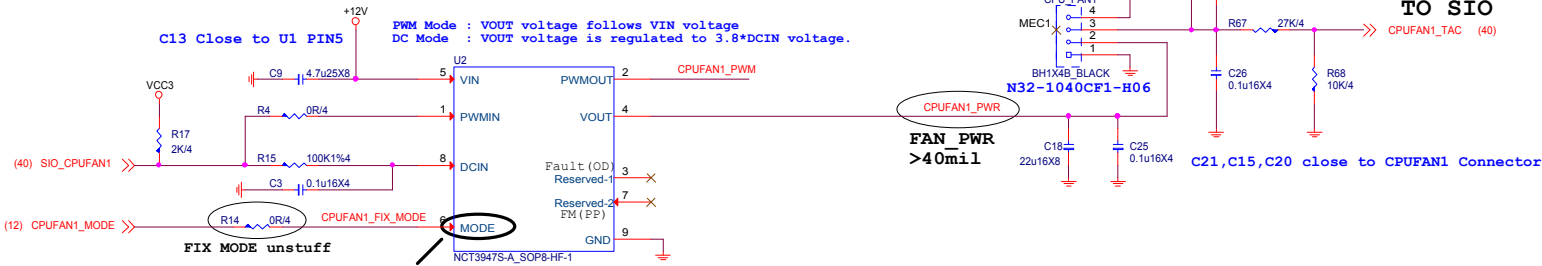 +12V
PWM Mode : VOUT voltage follows VIN voltage
DC Mode : VOUT voltage is regulated to 3.8*DCIN voltage.
C13 Close to U1 PIN5
U2
C9 4.7u25X8
5 VIN
PWMOUT 2
CPUFAN1_PWM
VCC3
R4 0R/4
1 PWMIN
VOUT 4
CPUFAN1_PWR
FAN_PWR
>40mil
R17
2K/4
(40) SIO_CPUFAN1
R15 100K1%4
8 DCIN
Fault(OD)
Reserved-1 3
C3 0.1u16X4
Reserved-2 7
FM(PP)
(12) CPUFAN1_MODE
R14 0R/4
CPUFAN1_FIX_MODE
6 MODE
FIX MODE unstuff
GND 9
NCT3947S-A_SOP8-HF-1
MEC1
4
3
2
1
BH1X4B_BLACK
N32-1040CF1-H06
C18
22u16X8
C25
0.1u16X4
R67 27K/4
TO SIO
CPUFAN1_TAC (40)
C26
0.1u16X4
R68
10K/4
C21,C15,C20 close to CPUFAN1 Connector